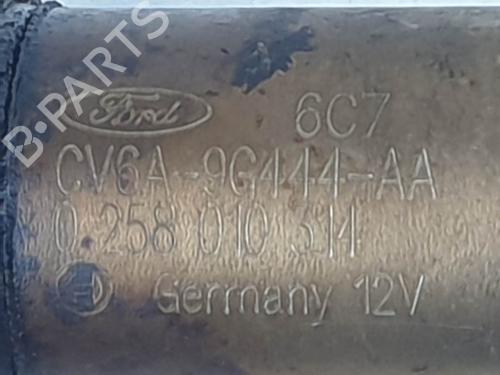 B-PARTS
Ford 6C7
CV6A-9G444-AA
0 258 010 314
Germany 12V